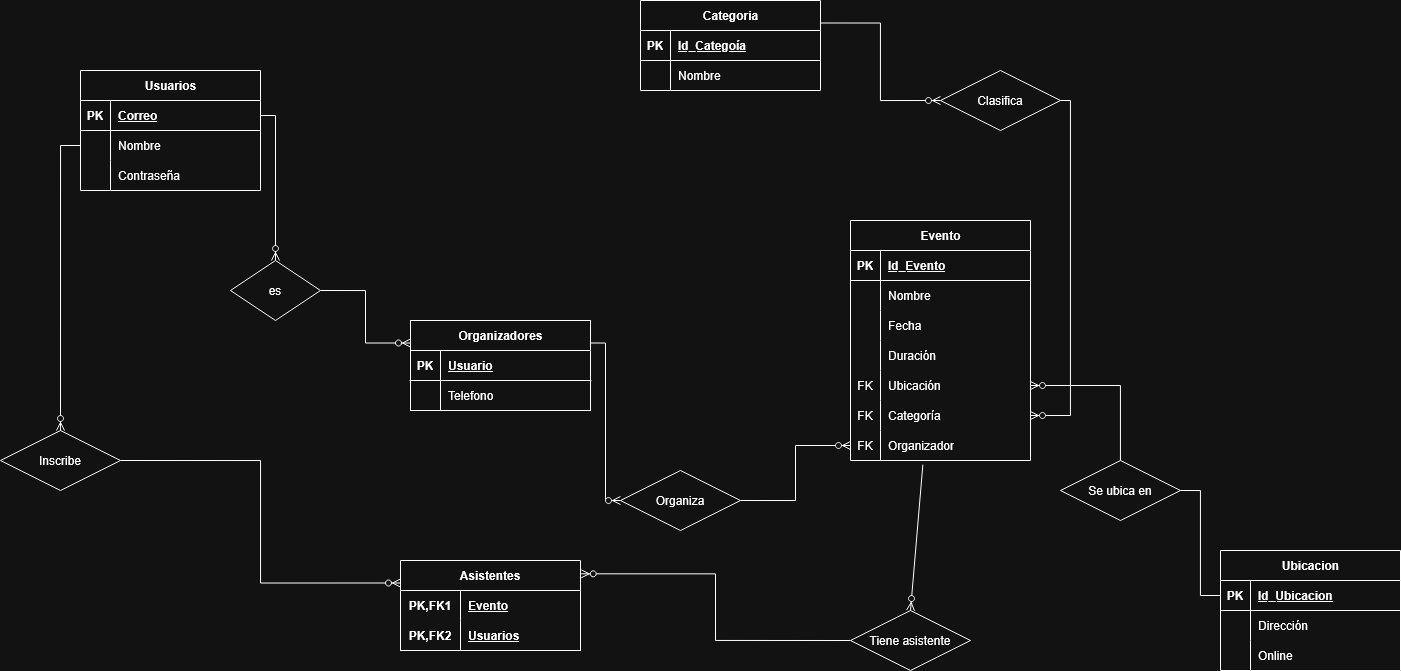 Categoria
PK Id_Categoía
Nombre
Usuarios
PK Correo
Nombre
Contraseña
Clasifica
es
Evento
PK Id_Evento
Nombre
Fecha
Duración
FK Ubicación
FK Categoría
FK Organizador
Organizadores
PK Usuario
Telefono
Inscribe
Organiza
Se ubica en
Asistentes
PK,FK1 Evento
PK,FK2 Usuarios
Tiene asistente
Ubicacion
PK Id_Ubicacion
Dirección
Online